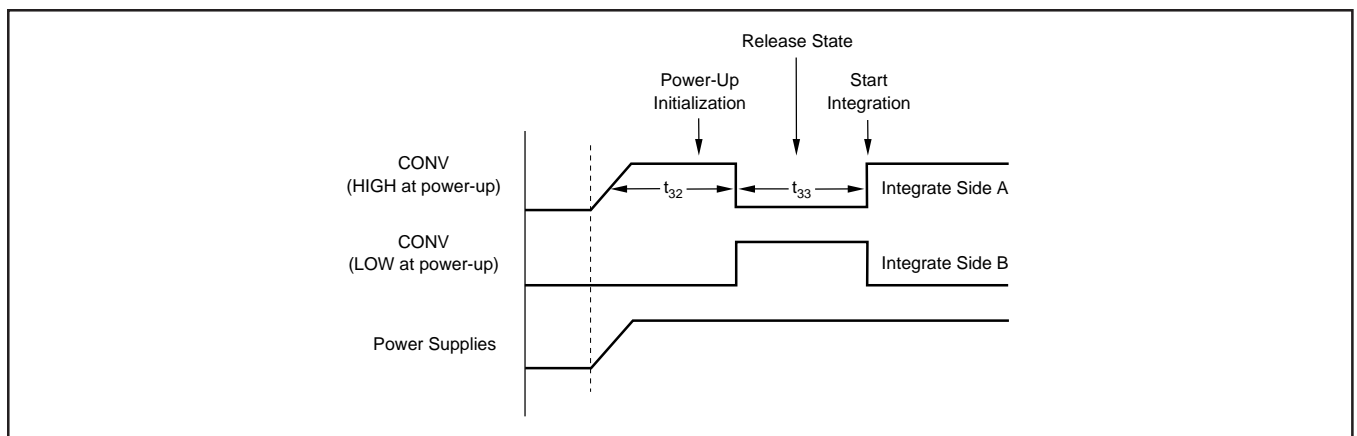 Release State
Power-Up
Initialization
Start
Integration
CONV
(HIGH at power-up)
t32
t33
Integrate Side A
CONV
(LOW at power-up)
Integrate Side B
Power Supplies